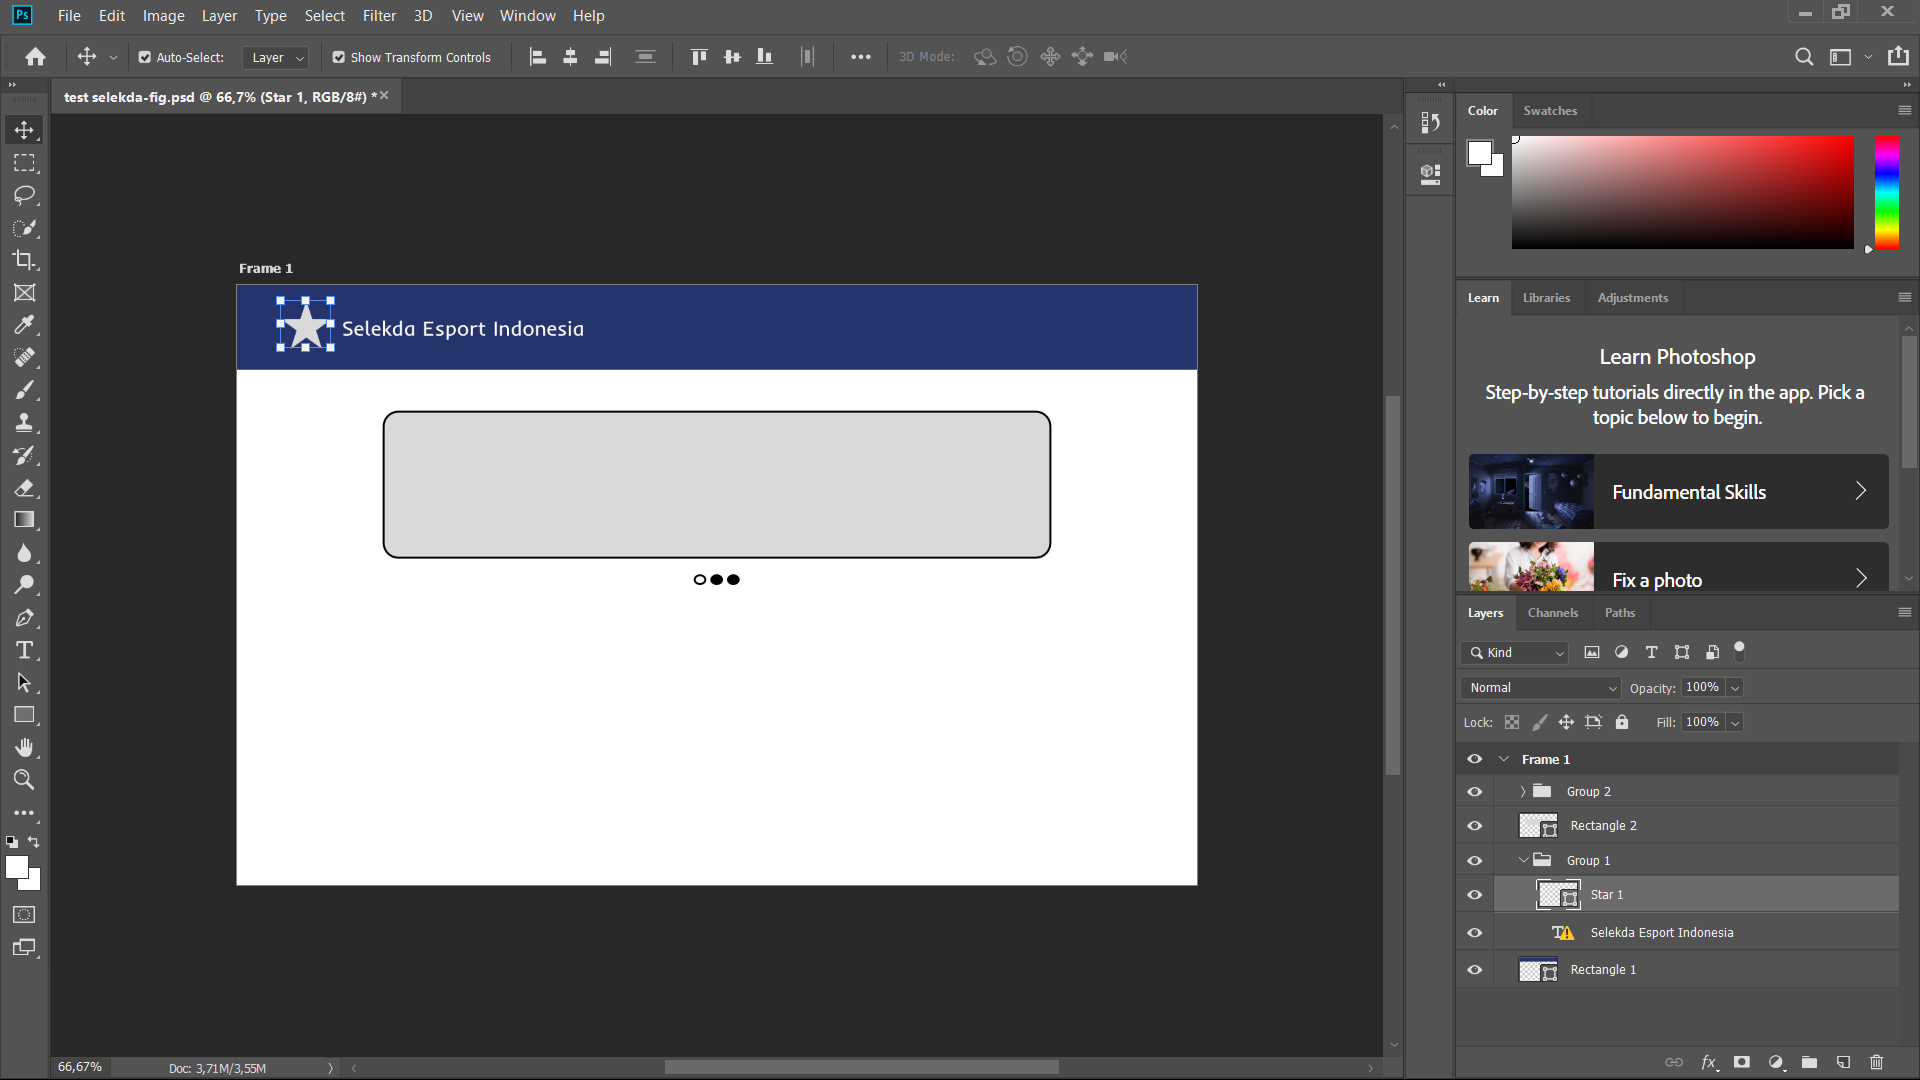 Ps File Edit Image Layer Type Select Filter 3D View Window Help
Auto-Select: Layer Show Transform Controls 3D Mode:
test selekda-fig.psd @ 66,7% (Star 1, RGB/8#) *
Color Swatches
Frame 1
Selekda Esport Indonesia
Learn Libraries Adjustments
Learn Photoshop
Step-by-step tutorials directly in the app. Pick a
topic below to begin.
Fundamental Skills
Fix a photo
Layers Channels Paths
Kind
Normal Opacity: 100%
Lock: Fill: 100%
Frame 1
Group 2
Rectangle 2
Group 1
Star 1
Selekda Esport Indonesia
Rectangle 1
66,67% Doc: 3,71M/3,55M
fx